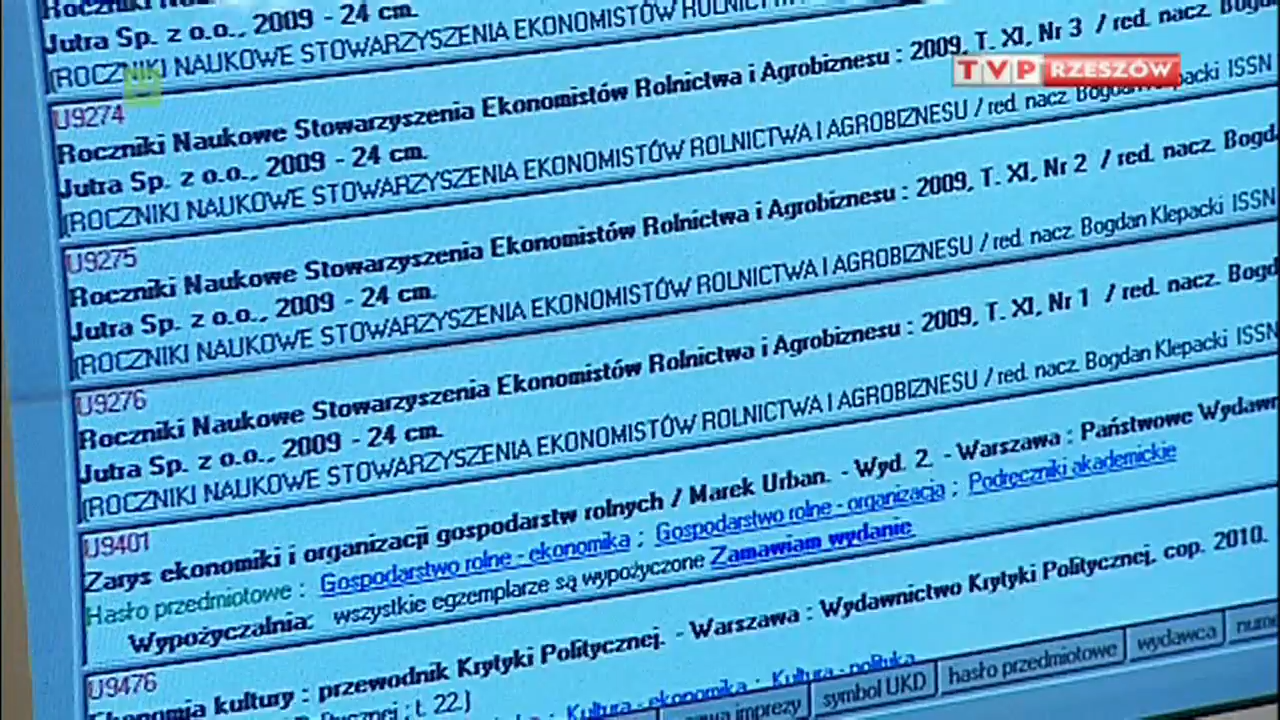 Roczniki
Jutra Sp. z o.o., 2009 - 24 cm.
(ROCZNIKI NAUKOWE STOWARZYSZENIA EKONOMISTÓW ROLNICTWA
TVP RZESZÓW
U9274
Roczniki Naukowe Stowarzyszenia Ekonomistów Rolnictwa i Agrobiznesu : 2009, T. XI, Nr 3 / red. nacz. Bogd
Jutra Sp. z o.o., 2009 - 24 cm.
(ROCZNIKI NAUKOWE STOWARZYSZENIA EKONOMISTÓW ROLNICTWA I AGROBIZNESU / red. nacz. Bogdan Klepacki ISSN
U9275
Roczniki Naukowe Stowarzyszenia Ekonomistów Rolnictwa i Agrobiznesu : 2009, T. XI, Nr 2 / red. nacz. Bogd
Jutra Sp. z o.o., 2009 - 24 cm.
(ROCZNIKI NAUKOWE STOWARZYSZENIA EKONOMISTÓW ROLNICTWA I AGROBIZNESU / red. nacz. Bogdan Klepacki ISSN
U9276
Roczniki Naukowe Stowarzyszenia Ekonomistów Rolnictwa i Agrobiznesu : 2009, T. XI, Nr 1 / red. nacz. Bogd
Jutra Sp. z o.o., 2009 - 24 cm.
(ROCZNIKI NAUKOWE STOWARZYSZENIA EKONOMISTÓW ROLNICTWA I AGROBIZNESU / red. nacz. Bogdan Klepacki ISSN
U9401
Zarys ekonomiki i organizacji gospodarstw rolnych / Marek Urban. - Wyd. 2. - Warszawa : Państwowe Wydawn
Hasło przedmiotowe : Gospodarstwo rolne - ekonomika ; Gospodarstwo rolne - organizacja ; Podręczniki akademickie
Wypożyczalnia: wszystkie egzemplarze są wypożyczone Zamawiam wydanie
U9476
Ekonomia kultury : przewodnik Krytyki Politycznej. - Warszawa : Wydawnictwo Krytyki Politycznej, cop. 2010.
; t. 22.) Kultura - ekonomika ; Kultura - polityka
imprezy symbol UKD hasło przedmiotowe wydawca